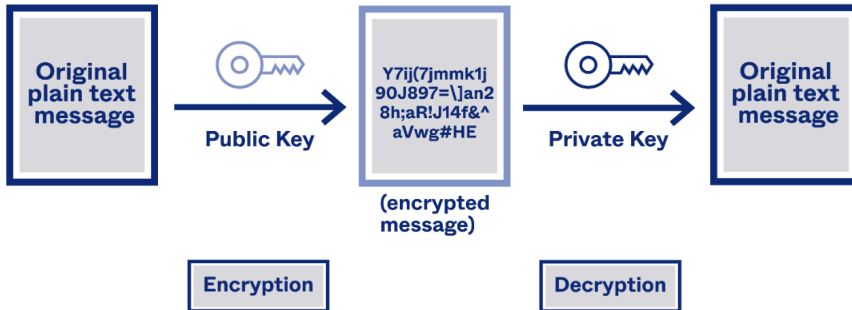 Original
plain text
message
Public Key
Y7ij(7jmmk1j
90J897=\]an2
8h;aR!J14f&^
aVwg#HE
(encrypted
message)
Private Key
Original
plain text
message
Encryption
Decryption